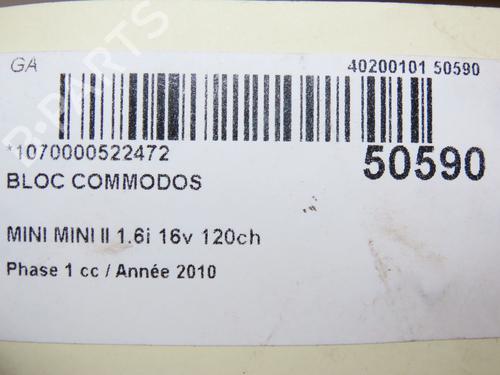 GA
40200101 50590
*1070000522472
50590
BLOC COMMODOS
MINI MINI II 1.6i 16v 120ch
Phase 1 cc / Année 2010
B-PARTS